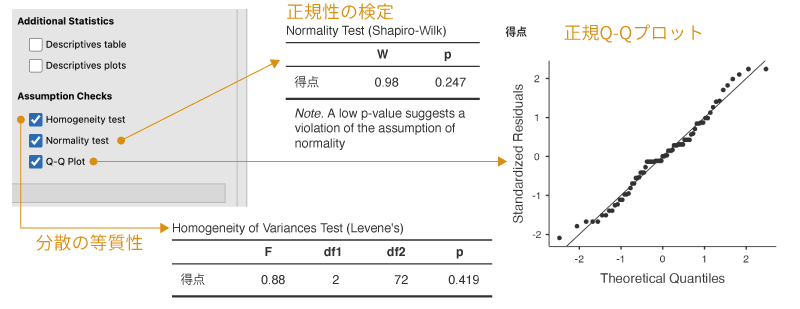 Additional Statistics
Descriptives table
Descriptives plots
Assumption Checks
Homogeneity test
Normality test
Q-Q Plot
正規性の検定
Normality Test (Shapiro-Wilk)
W p
得点 0.98 0.247
Note. A low p-value suggests a
violation of the assumption of
normality
得点 正規Q-Qプロット
Standardized Residuals
2
1
0
-1
-2
-2 -1 0 1 2
Theoretical Quantiles
分散の等質性
Homogeneity of Variances Test (Levene's)
F df1 df2 p
得点 0.88 2 72 0.419